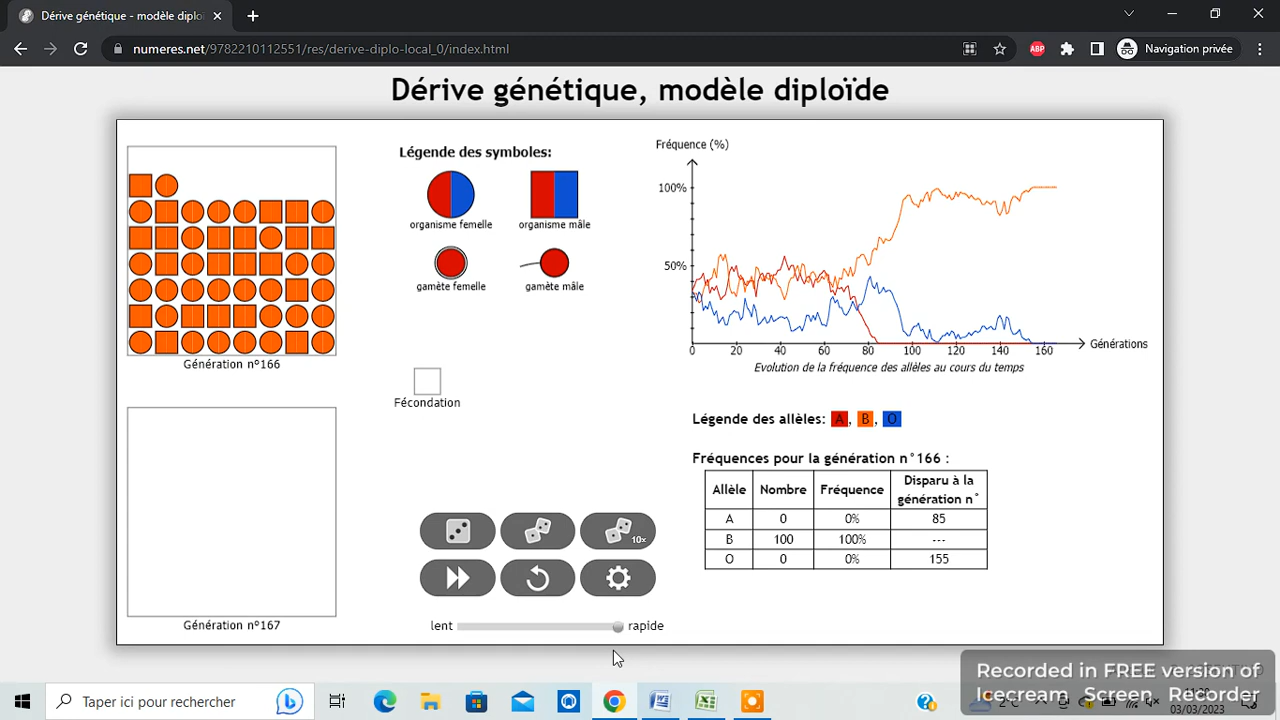 Dérive génétique - modèle diplo
numeres.net/9782210112551/res/derive-diplo-local_0/index.html
ABP
Navigation privée
Dérive génétique, modèle diploïde
Génération n°166
Génération n°167
Légende des symboles:
organisme femelle
organisme mâle
gamète femelle
gamète mâle
Fécondation
10x
lent
rapide
Fréquence (%)
100%
50%
0 20 40 60 80 100 120 140 160
Générations
Evolution de la fréquence des allèles au cours du temps
Légende des allèles: A, B, O
Fréquences pour la génération n°166 :
Allèle Nombre Fréquence Disparu à la génération n°
A 0 0% 85
B 100 100% ---
O 0 0% 155
Taper ici pour rechercher
Recorded in FREE version of
Icecream Screen Recorder
03/03/2023